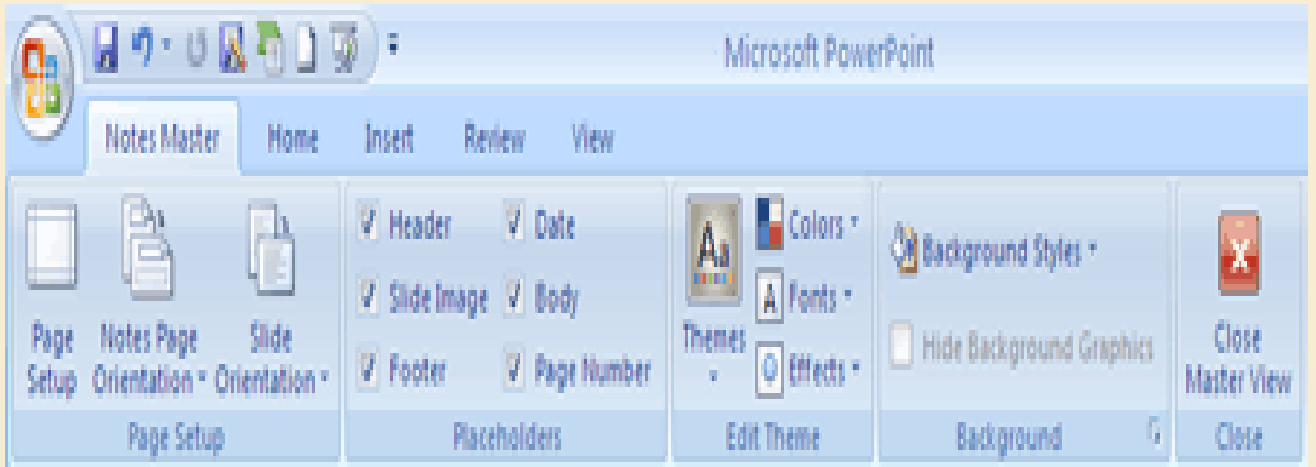 Microsoft PowerPoint
Notes Master Home Insert Review View
Header Date
Slide Image Body
Footer Page Number
Page Setup
Notes Page Orientation
Slide Orientation
Themes
Colors
Fonts
Effects
Background Styles
Hide Background Graphics
Close Master View
Page Setup Placeholders Edit Theme Background Close